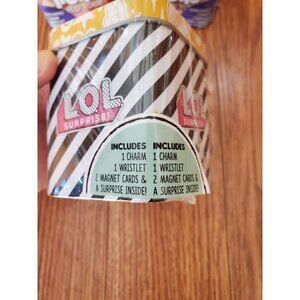 LOL
SURPRISE!
INCLUDES
1 CHARM
1 WRISTLET
2 MAGNET CARDS &
A SURPRISE INSIDE!
INCLUDES
1 CHARM
1 WRISTLET
2 MAGNET CARDS &
A SURPRISE INSIDE!